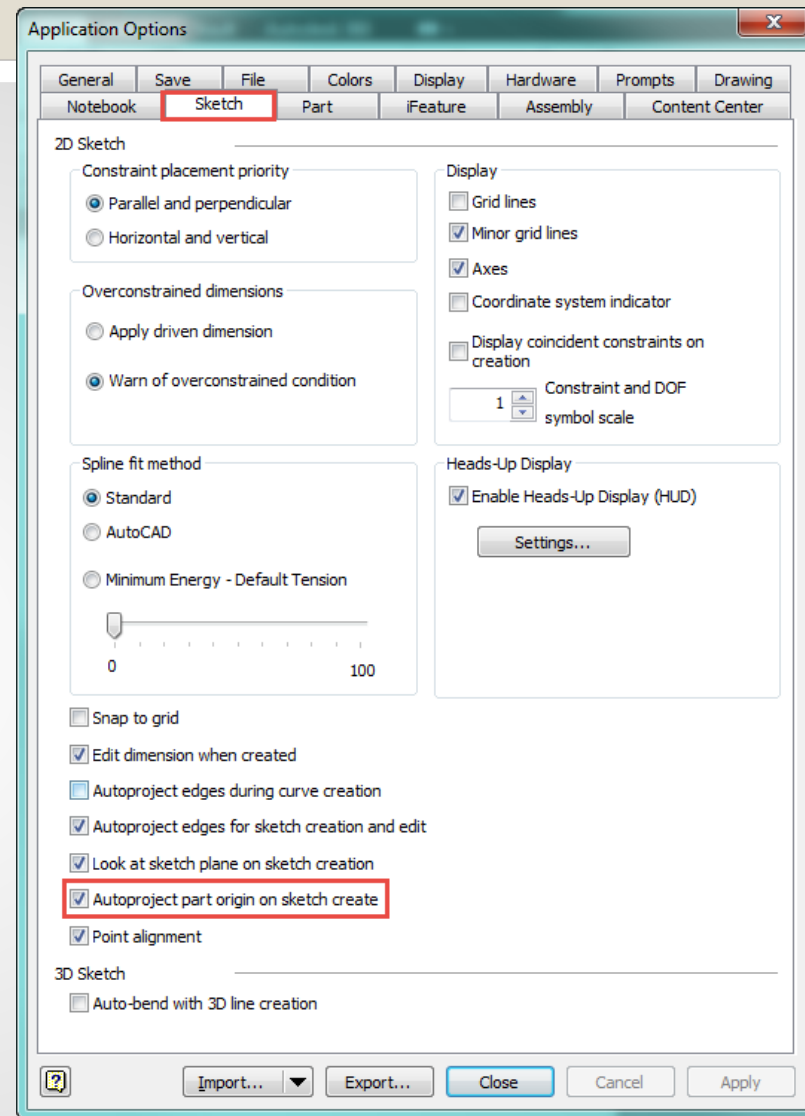 Application Options
General Save File Colors Display Hardware Prompts Drawing
Notebook Sketch Part iFeature Assembly Content Center
2D Sketch
Constraint placement priority
Parallel and perpendicular
Horizontal and vertical
Overconstrained dimensions
Apply driven dimension
Warn of overconstrained condition
Display
Grid lines
Minor grid lines
Axes
Coordinate system indicator
Display coincident constraints on
creation
1 Constraint and DOF
symbol scale
Spline fit method
Standard
AutoCAD
Minimum Energy - Default Tension
0 100
Heads-Up Display
Enable Heads-Up Display (HUD)
Settings...
Snap to grid
Edit dimension when created
Autoproject edges during curve creation
Autoproject edges for sketch creation and edit
Look at sketch plane on sketch creation
Autoproject part origin on sketch create
Point alignment
3D Sketch
Auto-bend with 3D line creation
? Import... Export... Close Cancel Apply